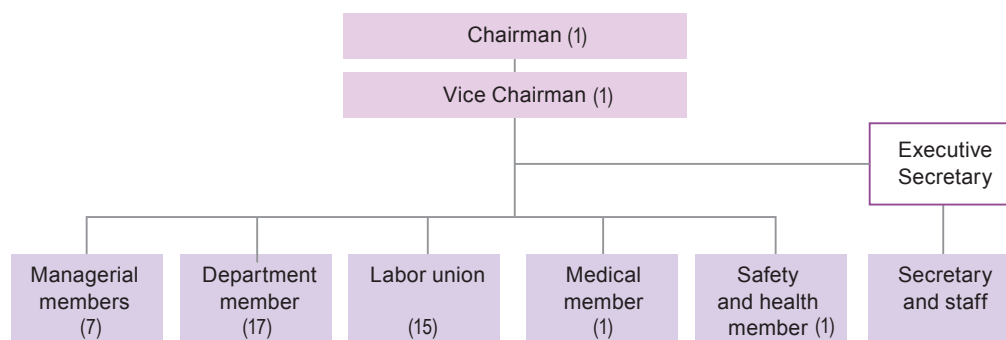 Chairman (1)
Vice Chairman (1)
Executive
Secretary
Managerial
members
(7)
Department
member
(17)
Labor union
(15)
Medical
member
(1)
Safety
and health
member (1)
Secretary
and staff